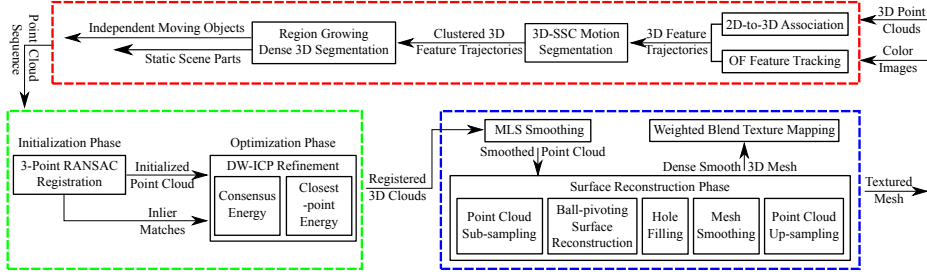 3D Point
Clouds
Color
Images
2D-to-3D Association
OF Feature Tracking
3D Feature
Trajectories
3D-SSC Motion
Segmentation
Clustered 3D
Feature Trajectories
Region Growing
Dense 3D Segmentation
Independent Moving Objects
Static Scene Parts
Point Cloud
Sequence
Initialization Phase
3-Point RANSAC
Registration
Initialized
Point Cloud
Inlier
Matches
Optimization Phase
DW-ICP Refinement
Consensus
Energy
Closest
-point
Energy
Registered
3D Clouds
MLS Smoothing
Smoothed Point Cloud
Weighted Blend Texture Mapping
Dense Smooth 3D Mesh
Surface Reconstruction Phase
Point Cloud
Sub-sampling
Ball-pivoting
Surface
Reconstruction
Hole
Filling
Mesh
Smoothing
Point Cloud
Up-sampling
Textured
Mesh